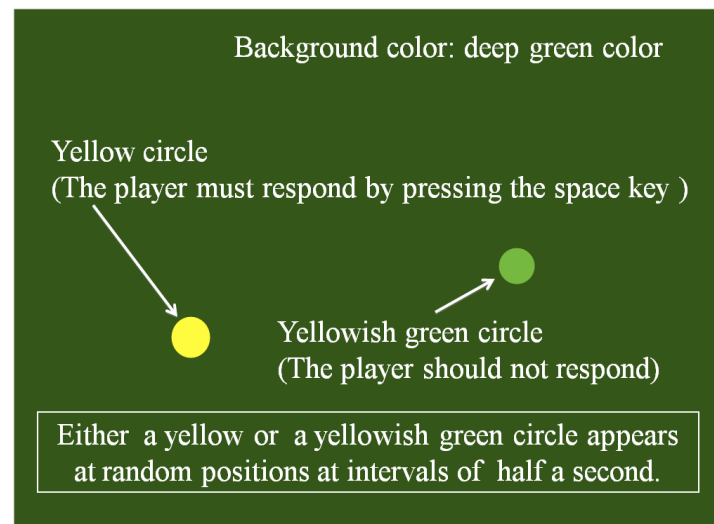 Background color: deep green color
Yellow circle
(The player must respond by pressing the space key )
Yellowish green circle
(The player should not respond)
Either a yellow or a yellowish green circle appears
at random positions at intervals of half a second.